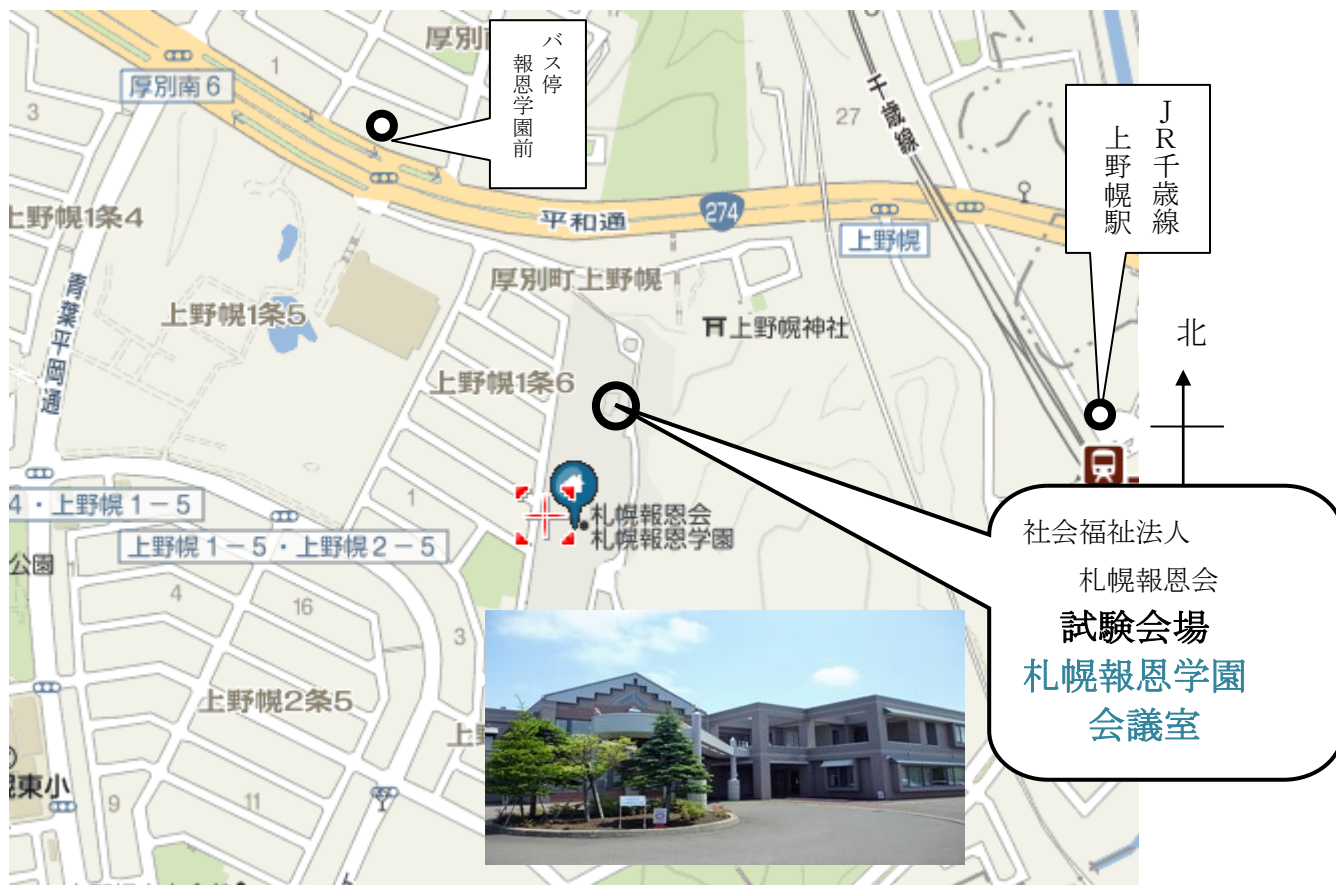 厚別南6
1
3
バス停
報恩学園前
千歳線
27
JR千歳線
上野幌駅
上野幌1条4
平和通
274
上野幌
青葉平岡通
上野幌1条5
厚別町上野幌
上野幌神社
北
上野幌1条6
1
札幌報恩会
札幌報恩学園
4・上野幌1-5
上野幌1-5・上野幌2-5
公園
1
4
16
3
上野幌2条5
東小
9
11
社会福祉法人
札幌報恩会
試験会場
札幌報恩学園
会議室